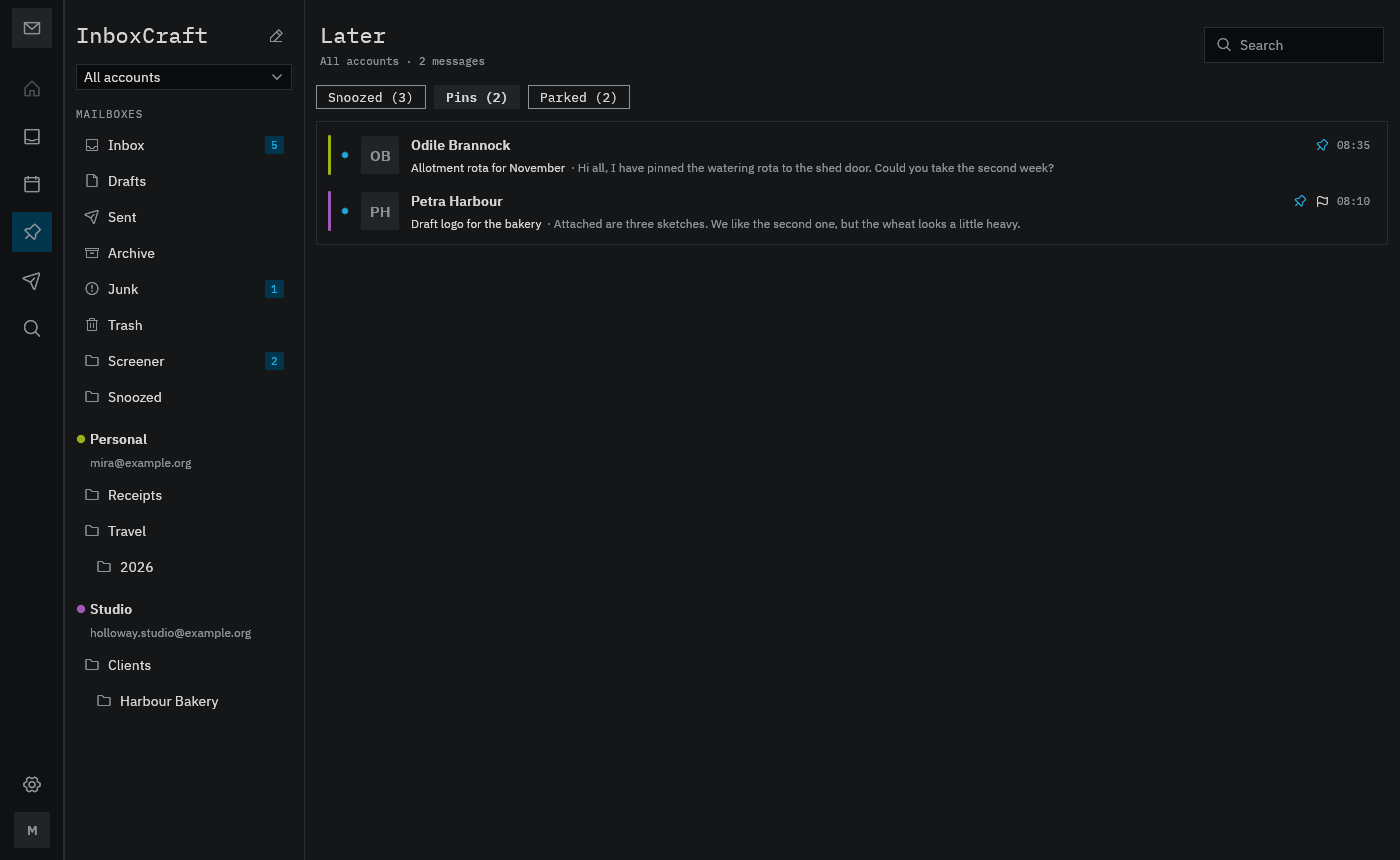 InboxCraft
All accounts
MAILBOXES
Inbox 5
Drafts
Sent
Archive
Junk 1
Trash
Screener 2
Snoozed
Personal
mira@example.org
Receipts
Travel
2026
Studio
holloway.studio@example.org
Clients
Harbour Bakery
M
Later
All accounts · 2 messages
Search
Snoozed (3) Pins (2) Parked (2)
OB Odile Brannock 08:35
Allotment rota for November · Hi all, I have pinned the watering rota to the shed door. Could you take the second week?
PH Petra Harbour 08:10
Draft logo for the bakery · Attached are three sketches. We like the second one, but the wheat looks a little heavy.